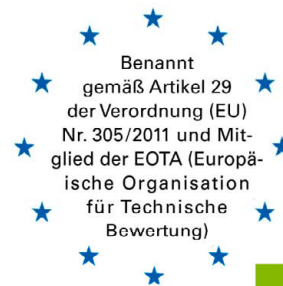 Benannt
gemäß Artikel 29
der Verordnung (EU)
Nr. 305/2011 und Mit-
glied der EOTA (Europä-
ische Organisation
für Technische
Bewertung)